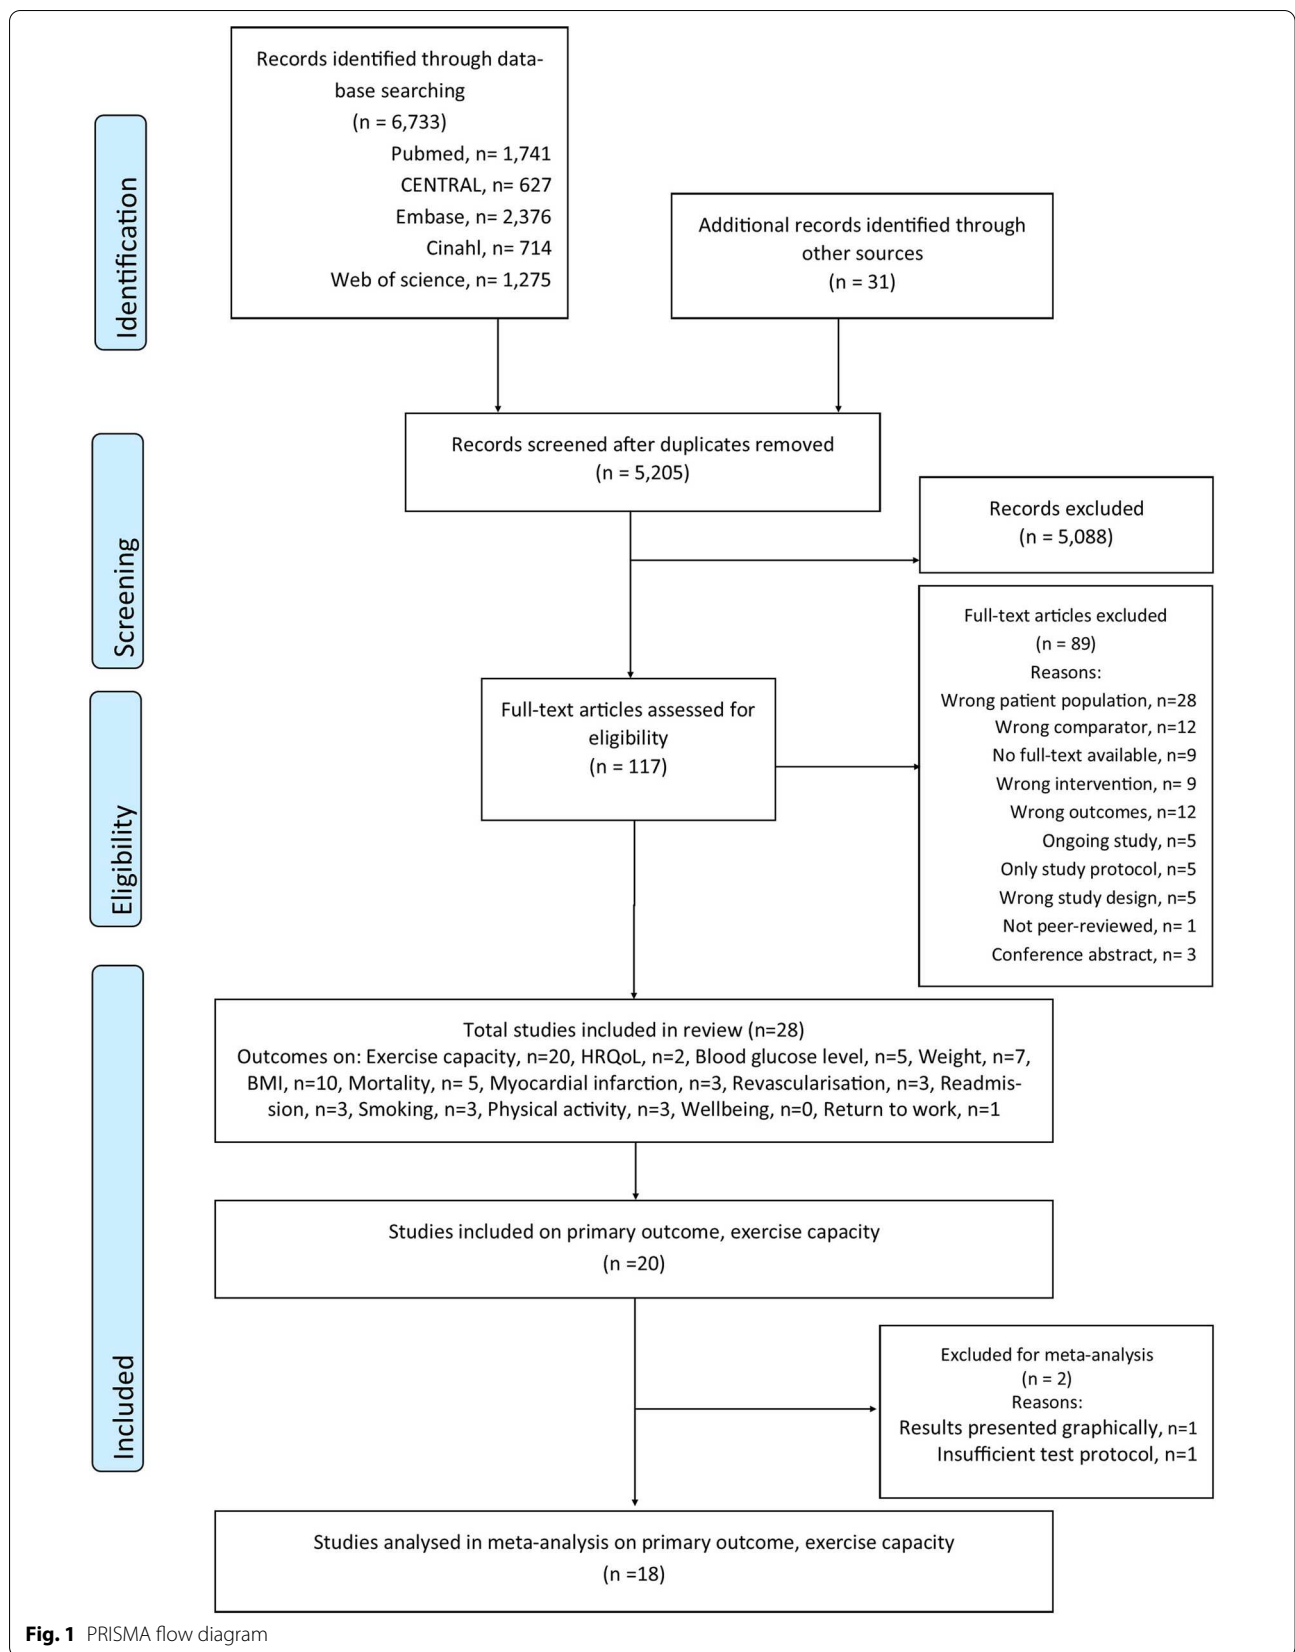 Records identified through data-
base searching
(n = 6,733)
Pubmed, n= 1,741
CENTRAL, n= 627
Embase, n= 2,376
Cinahl, n= 714
Web of science, n= 1,275
Additional records identified through
other sources
(n = 31)
Identification
Records screened after duplicates removed
(n = 5,205)
Records excluded
(n = 5,088)
Screening
Full-text articles assessed for
eligibility
(n = 117)
Full-text articles excluded
(n = 89)
Reasons:
Wrong patient population, n=28
Wrong comparator, n=12
No full-text available, n=9
Wrong intervention, n= 9
Wrong outcomes, n=12
Ongoing study, n=5
Only study protocol, n=5
Wrong study design, n=5
Not peer-reviewed, n= 1
Conference abstract, n= 3
Eligibility
Total studies included in review (n=28)
Outcomes on: Exercise capacity, n=20, HRQoL, n=2, Blood glucose level, n=5, Weight, n=7,
BMI, n=10, Mortality, n= 5, Myocardial infarction, n=3, Revascularisation, n=3, Readmis-
sion, n=3, Smoking, n=3, Physical activity, n=3, Wellbeing, n=0, Return to work, n=1
Studies included on primary outcome, exercise capacity
(n =20)
Excluded for meta-analysis
(n = 2)
Reasons:
Results presented graphically, n=1
Insufficient test protocol, n=1
Included
Studies analysed in meta-analysis on primary outcome, exercise capacity
(n =18)
Fig. 1 PRISMA flow diagram